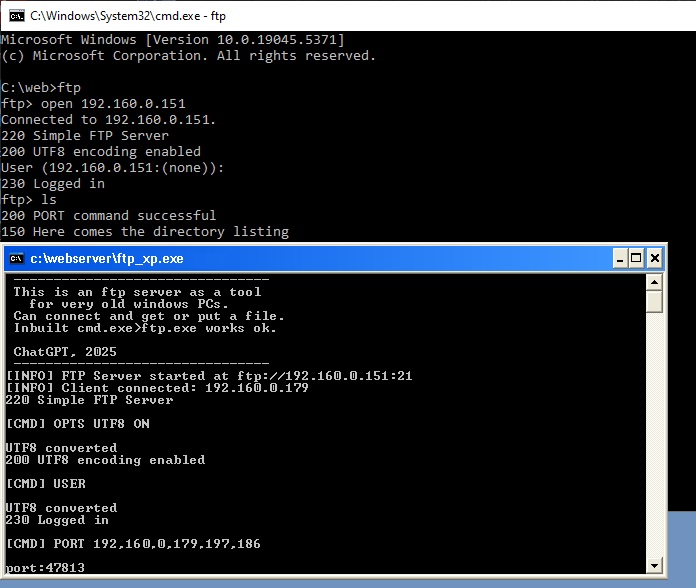 C:\Windows\System32\cmd.exe - ftp
Microsoft Windows [Version 10.0.19045.5371]
(c) Microsoft Corporation. All rights reserved.
C:\web>ftp
ftp> open 192.160.0.151
Connected to 192.160.0.151.
220 Simple FTP Server
200 UTF8 encoding enabled
User (192.160.0.151:(none)):
230 Logged in
ftp> ls
200 PORT command successful
150 Here comes the directory listing
c:\webserver\ftp_xp.exe
--------------------------------
This is an ftp server as a tool
for very old windows PCs.
Can connect and get or put a file.
Inbuilt cmd.exe>ftp.exe works ok.
ChatGPT, 2025
--------------------------------
[INFO] FTP Server started at ftp://192.160.0.151:21
[INFO] Client connected: 192.160.0.179
220 Simple FTP Server
[CMD] OPTS UTF8 ON
UTF8 converted
200 UTF8 encoding enabled
[CMD] USER
UTF8 converted
230 Logged in
[CMD] PORT 192,160,0,179,197,186
port:47813